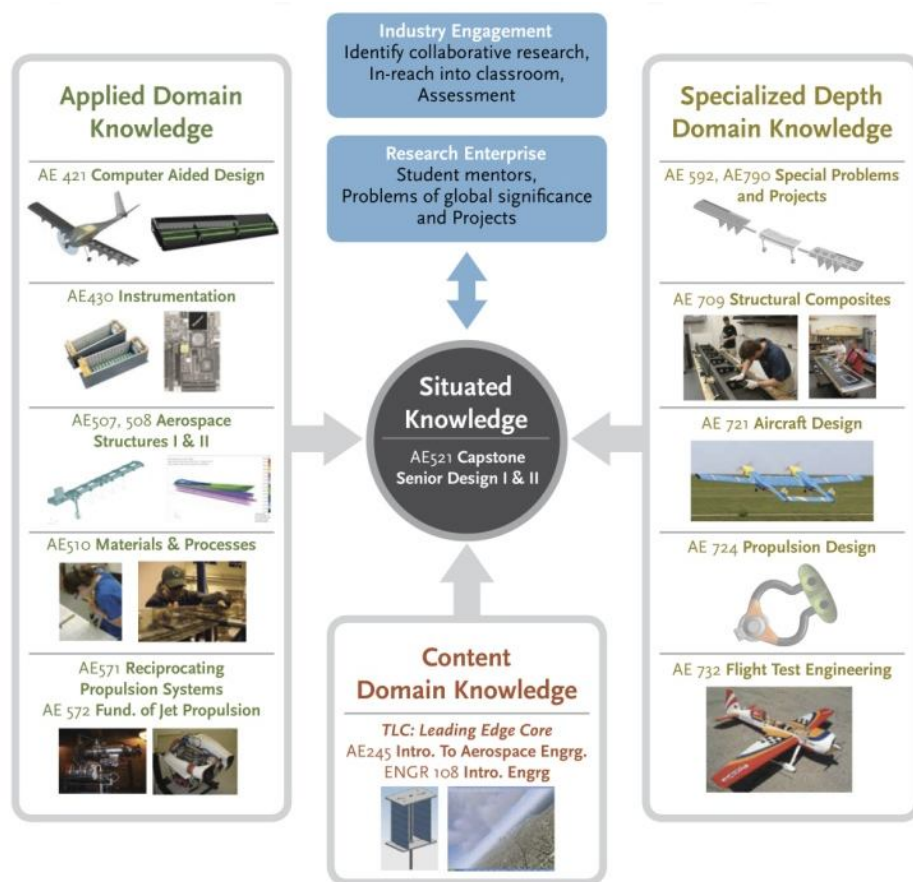 Industry Engagement
Identify collaborative research,
In-reach into classroom,
Assessment
Research Enterprise
Student mentors,
Problems of global significance
and Projects
Applied Domain
Knowledge
AE 421 Computer Aided Design
AE430 Instrumentation
AE507, 508 Aerospace
Structures I & II
AE510 Materials & Processes
AE571 Reciprocating
Propulsion Systems
AE 572 Fund. of Jet Propulsion
Situated
Knowledge
AE521 Capstone
Senior Design I & II
Content
Domain Knowledge
TLC: Leading Edge Core
AE245 Intro. To Aerospace Engrg.
ENGR 108 Intro. Engrg
Specialized Depth
Domain Knowledge
AE 592, AE790 Special Problems
and Projects
AE 709 Structural Composites
AE 721 Aircraft Design
AE 724 Propulsion Design
AE 732 Flight Test Engineering